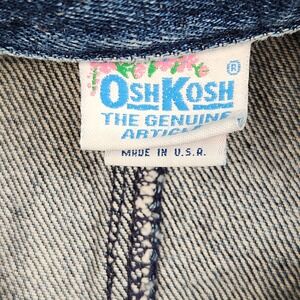 ®
OSHKOSH
THE GENUINE
ARTICLE
MADE IN U.S.A.